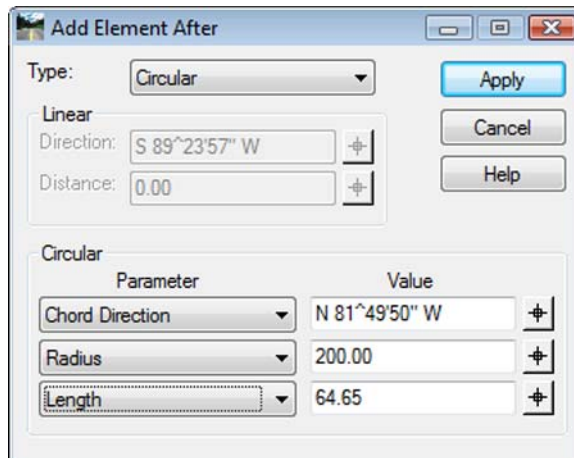 Add Element After
Type: Circular
Apply
Linear
Cancel
Direction: S 89^23'57" W
Distance: 0.00
Help
Circular
Parameter Value
Chord Direction N 81^49'50" W
Radius 200.00
Length 64.65